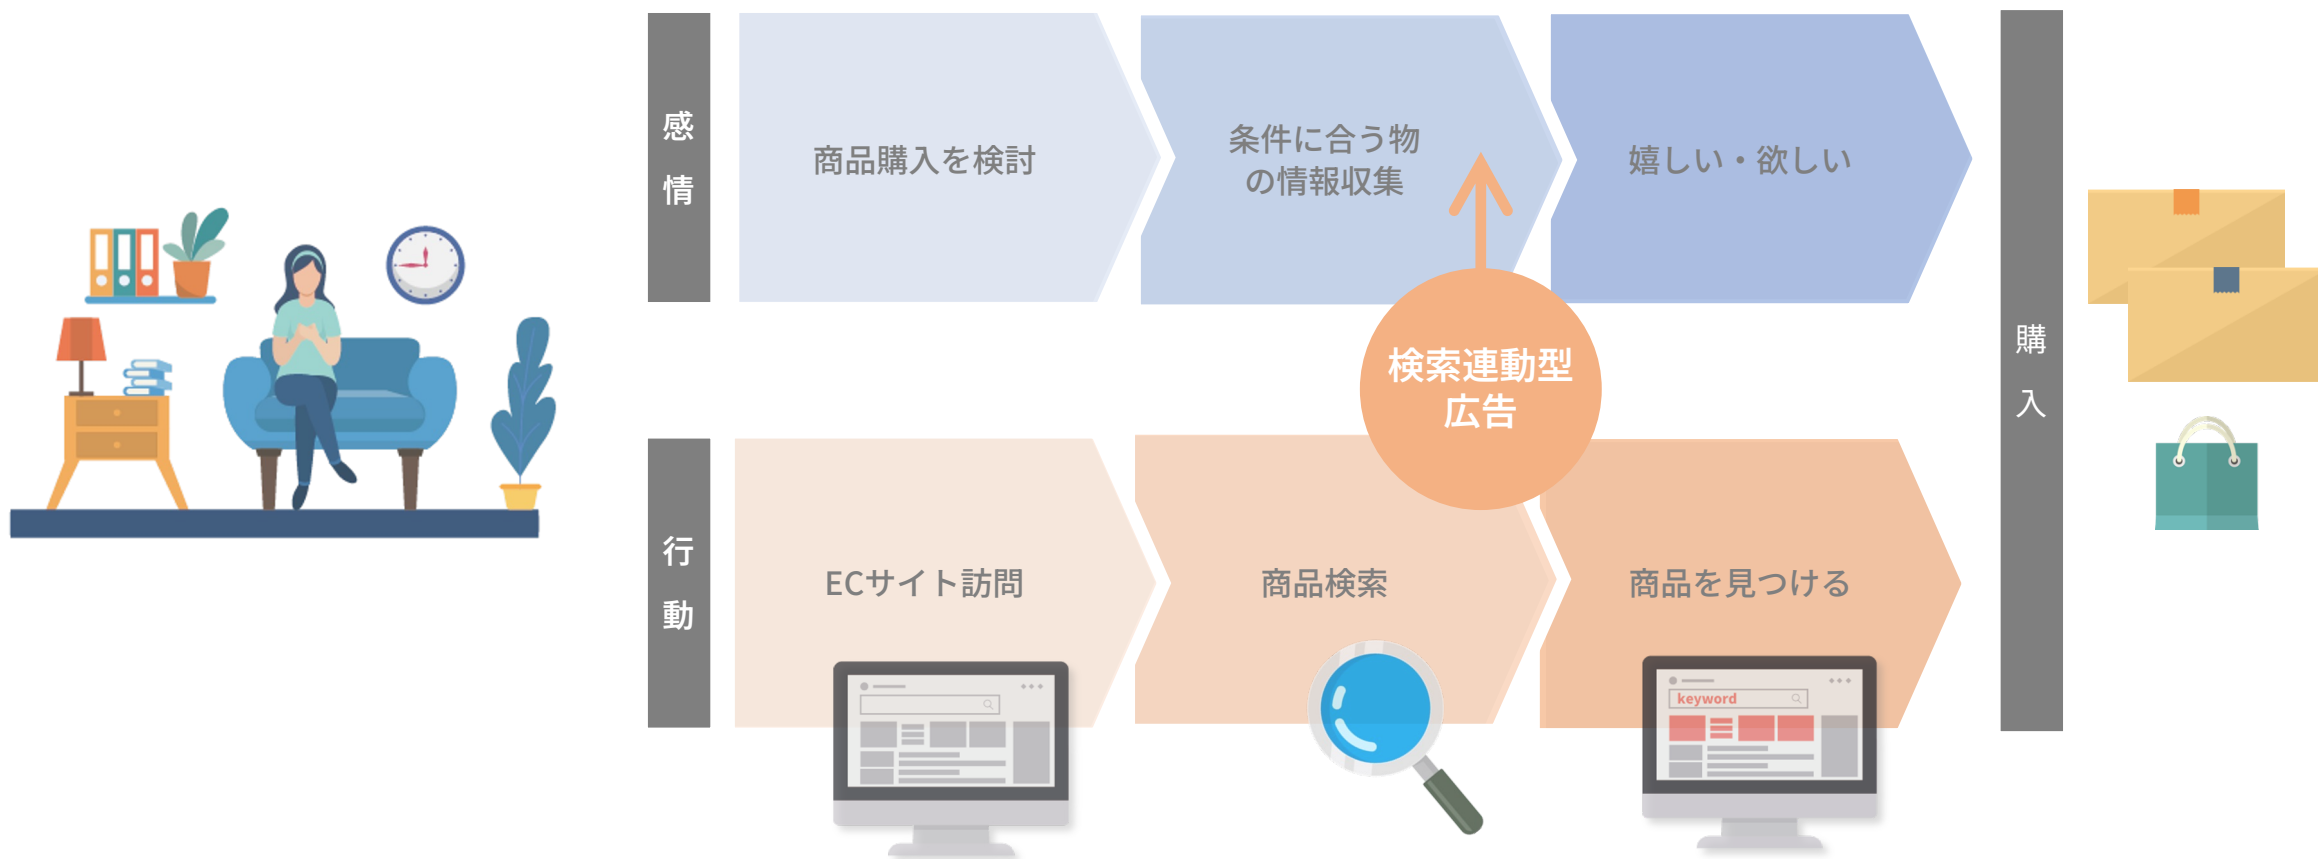 感情
商品購入を検討
条件に合う物
の情報収集
嬉しい・欲しい
検索連動型
広告
行動
ECサイト訪問
商品検索
商品を見つける
keyword
購入